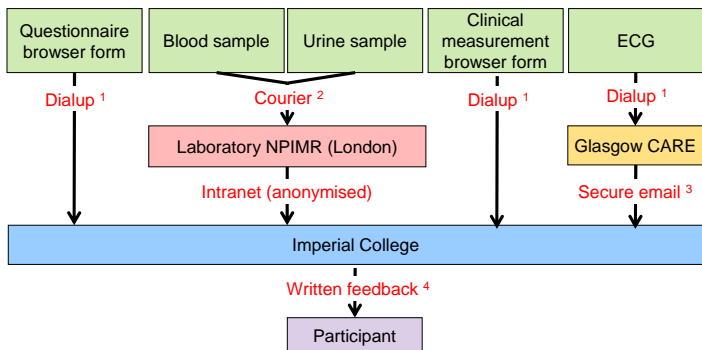 Questionnaire
browser form
Blood sample
Urine sample
Clinical
measurement
browser form
ECG
Dialup 1
Courier 2
Dialup 1
Dialup 1
Laboratory NPIMR (London)
Glasgow CARE
Intranet (anonymised)
Secure email 3
Imperial College
Written feedback 4
Participant